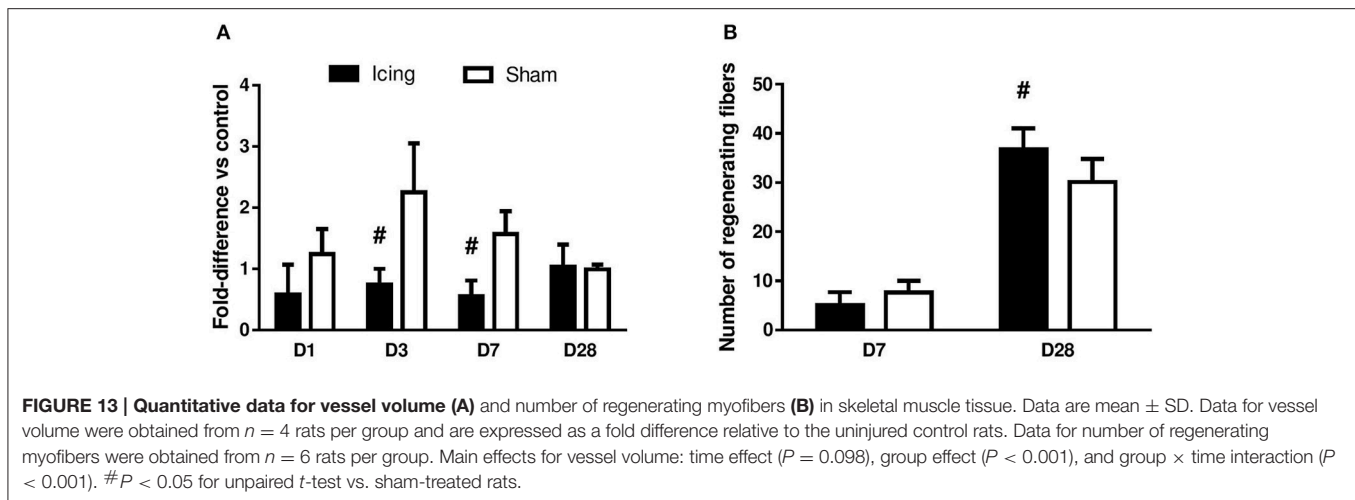 A
B
Icing
Sham
Fold-difference vs control
4
3
2
1
0
#
#
D1
D3
D7
D28
Number of regenerating fibers
50
40
30
20
10
0
#
D7
D28
FIGURE 13 | Quantitative data for vessel volume (A) and number of regenerating myofibers (B) in skeletal muscle tissue. Data are mean ± SD. Data for vessel
volume were obtained from n = 4 rats per group and are expressed as a fold difference relative to the uninjured control rats. Data for number of regenerating
myofibers were obtained from n = 6 rats per group. Main effects for vessel volume: time effect (P = 0.098), group effect (P < 0.001), and group × time interaction (P
< 0.001). #P < 0.05 for unpaired t-test vs. sham-treated rats.